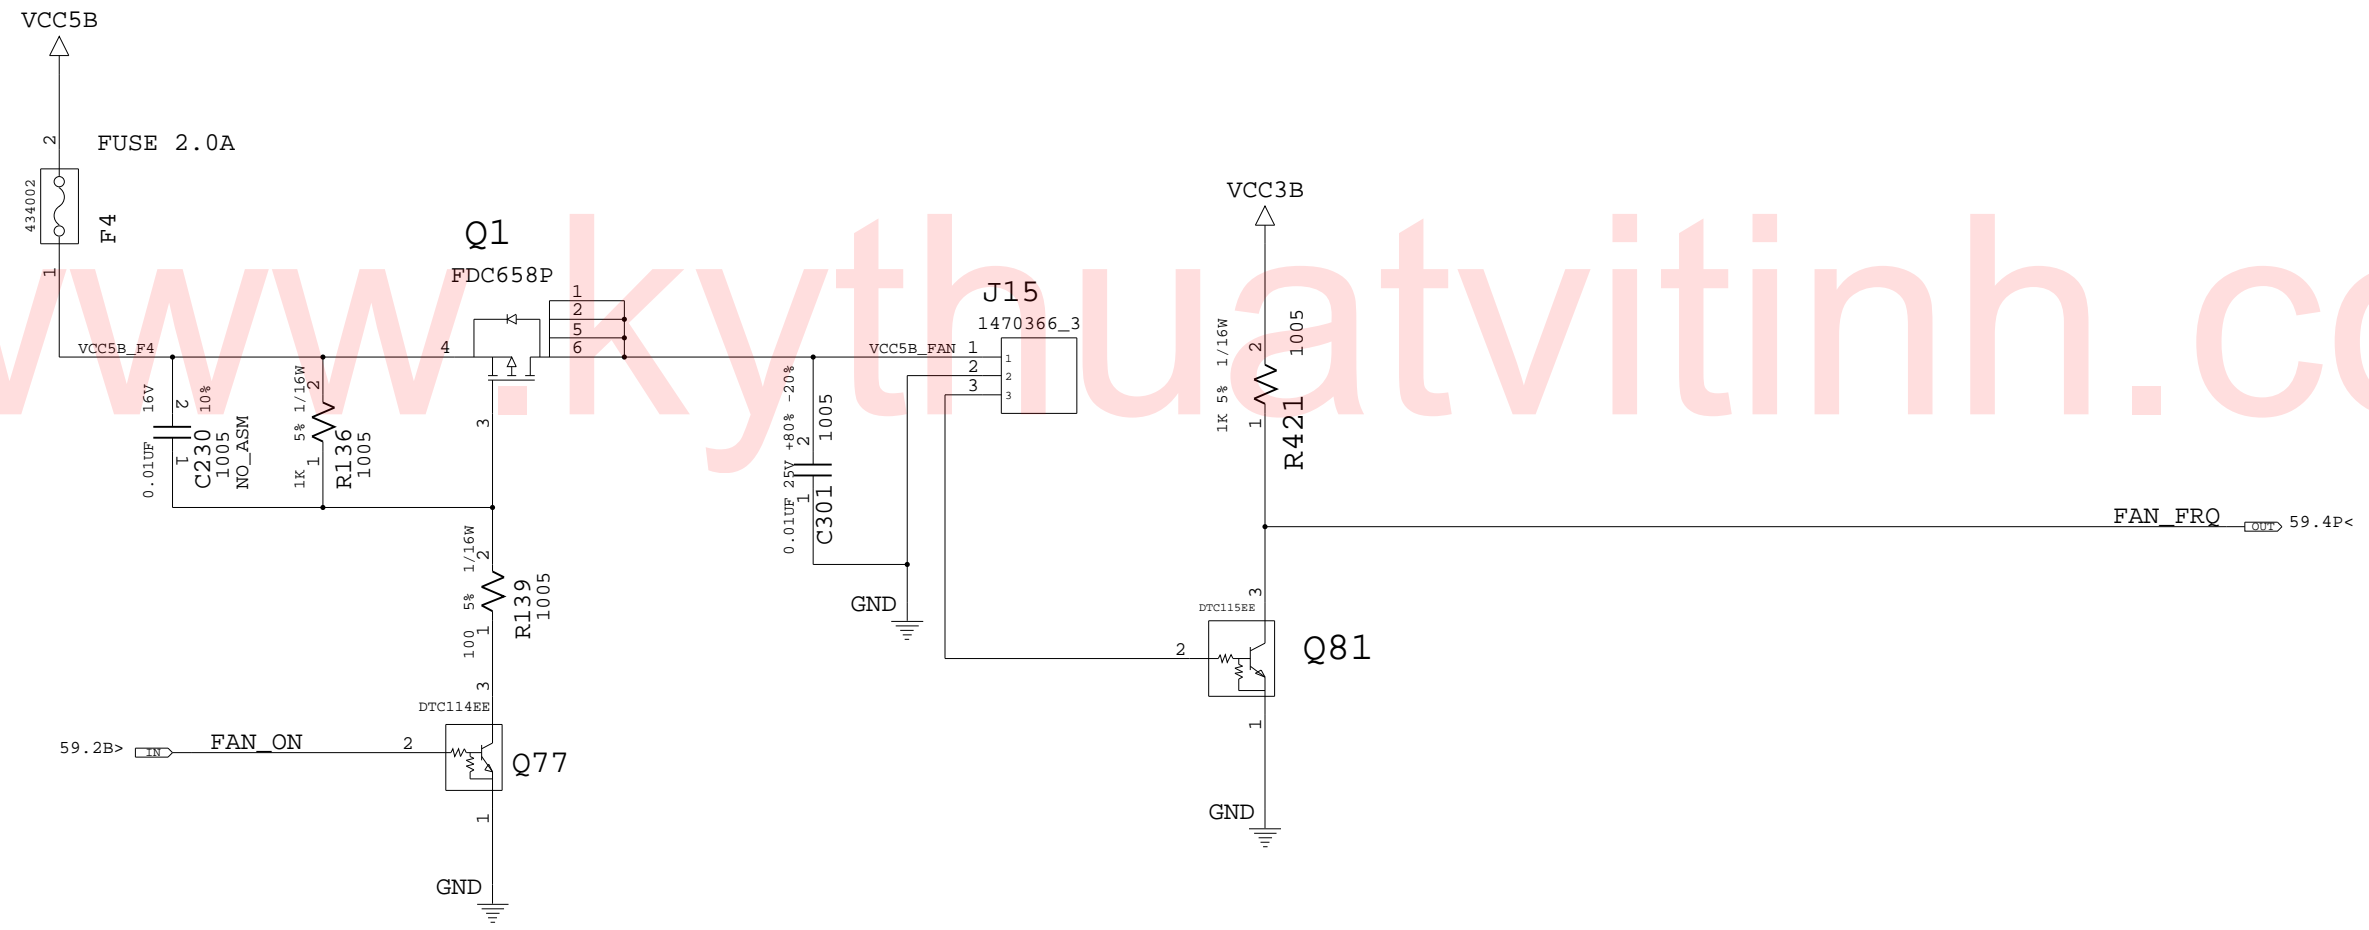 VCC5B
2
FUSE 2.0A
434002
F4
1
VCC5B_F4
0.01UF 16V
2
10%
1
C230
1005
NO_ASM
1K 5% 1/16W
2
1
R136
1005
Q1
FDC658P
4
1
2
5
6
3
100 5% 1/16W
2
1
R139
1005
3
DTC114EE
59.2B>
IN
FAN_ON
2
Q77
1
GND
0.01UF 25V +80% -20%
2
1
1005
C301
VCC5B_FAN
J15
1470366_3
1
2
3
1
2
3
GND
VCC3B
1K 5% 1/16W
2
1
1005
R421
FAN_FRQ
OUT
59.4P<
3
DTC115EE
2
Q81
1
GND
www.kythuatvitinh.co